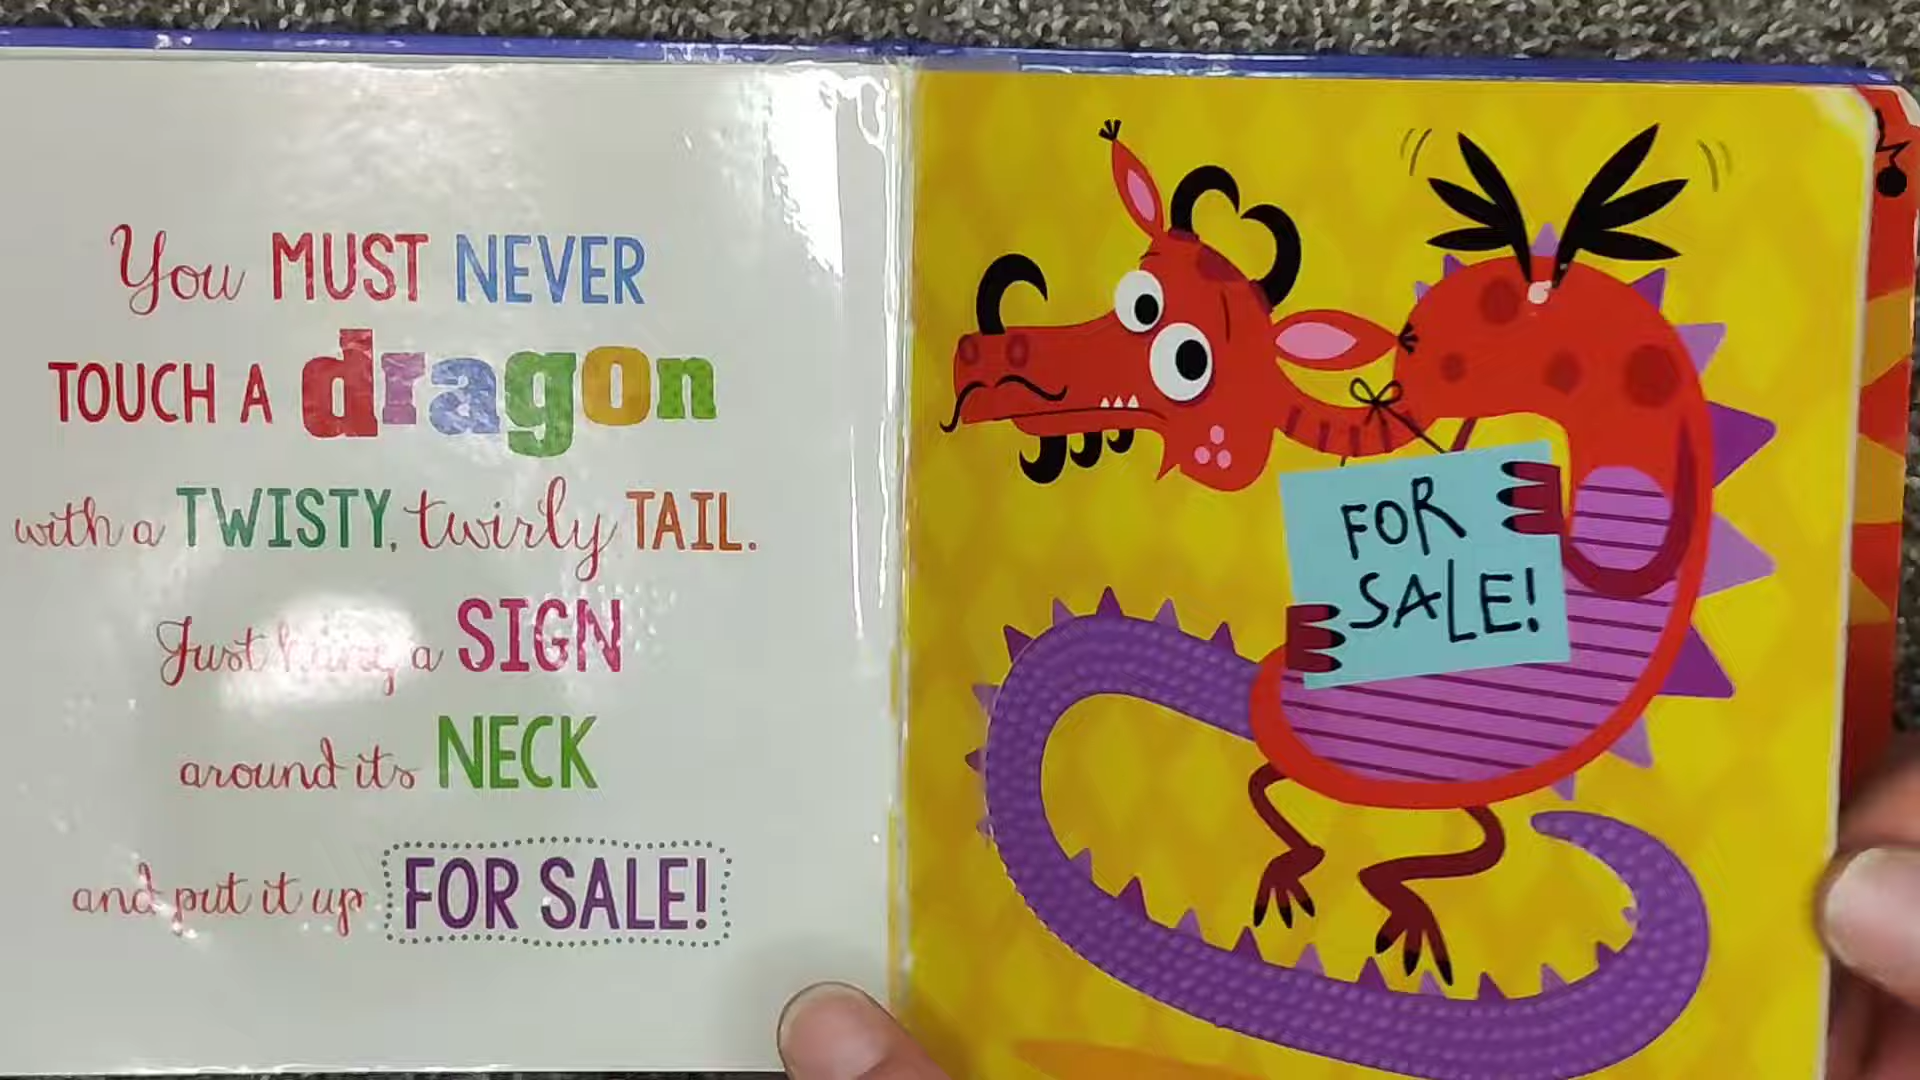 You MUST NEVER
TOUCH A dragon
with a TWISTY, twirly TAIL.
Just hang a SIGN
around its NECK
and put it up FOR SALE!
FOR
SALE!